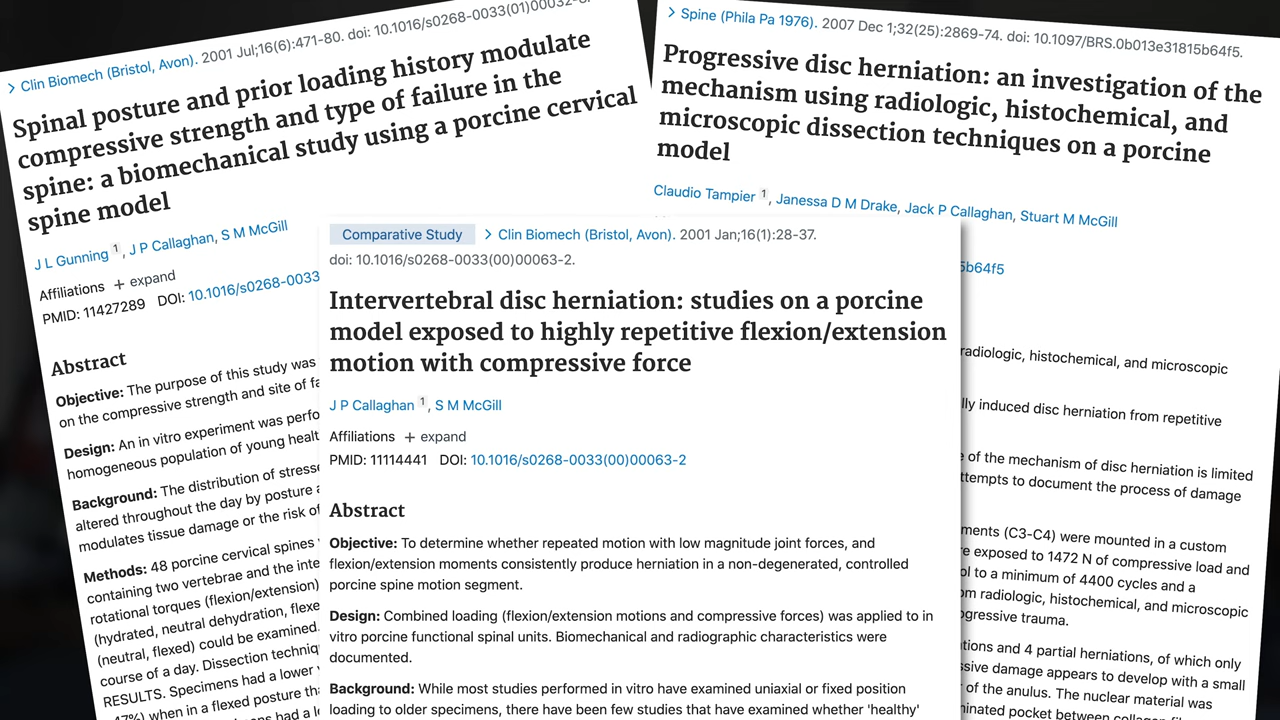 > Clin Biomech (Bristol, Avon). 2001 Jul;16(6):471-80. doi: 10.1016/s0268-0033(01)00032-8.
Spinal posture and prior loading history modulate
compressive strength and type of failure in the
spine: a biomechanical study using a porcine cervical
spine model
J L Gunning 1, J P Callaghan, S M McGill
Affiliations + expand
PMID: 11427289 DOI: 10.1016/s0268-0033
Abstract
Objective: The purpose of this study was
on the compressive strength and site of fa
Design: An in vitro experiment was perfo
homogeneous population of young healt
Background: The distribution of stresse
altered throughout the day by posture a
modulates tissue damage or the risk of
Methods: 48 porcine cervical spines
containing two vertebrae and the inte
rotational torques (flexion/extension)
(hydrated, neutral dehydration, flexe
(neutral, flexed) could be examined.
course of a day. Dissection techniq
RESULTS. Specimens had a lower
47%) when in a flexed posture tha
> Spine (Phila Pa 1976). 2007 Dec 1;32(25):2869-74. doi: 10.1097/BRS.0b013e31815b64f5.
Progressive disc herniation: an investigation of the
mechanism using radiologic, histochemical, and
microscopic dissection techniques on a porcine
model
Claudio Tampier 1, Janessa D M Drake, Jack P Callaghan, Stuart M McGill
5b64f5
radiologic, histochemical, and microscopic
lly induced disc herniation from repetitive
e of the mechanism of disc herniation is limited
ttempts to document the process of damage
ments (C3-C4) were mounted in a custom
e exposed to 1472 N of compressive load and
ol to a minimum of 4400 cycles and a
om radiologic, histochemical, and microscopic
ogressive trauma.
tions and 4 partial herniations, of which only
ssive damage appears to develop with a small
of the anulus. The nuclear material was
minated pocket between collagen
Comparative Study > Clin Biomech (Bristol, Avon). 2001 Jan;16(1):28-37.
doi: 10.1016/s0268-0033(00)00063-2.
Intervertebral disc herniation: studies on a porcine
model exposed to highly repetitive flexion/extension
motion with compressive force
J P Callaghan 1, S M McGill
Affiliations + expand
PMID: 11114441 DOI: 10.1016/s0268-0033(00)00063-2
Abstract
Objective: To determine whether repeated motion with low magnitude joint forces, and
flexion/extension moments consistently produce herniation in a non-degenerated, controlled
porcine spine motion segment.
Design: Combined loading (flexion/extension motions and compressive forces) was applied to in
vitro porcine functional spinal units. Biomechanical and radiographic characteristics were
documented.
Background: While most studies performed in vitro have examined uniaxial or fixed position
loading to older specimens, there have been few studies that have examined whether 'healthy'